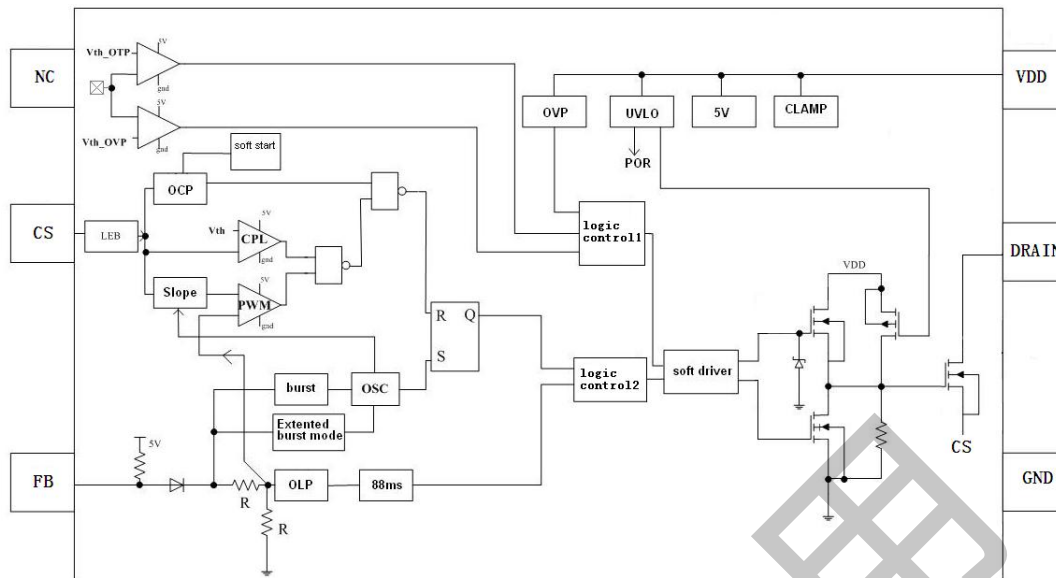 NC
CS
FB
VDD
DRAIN
GND
Vth_OTP
5V
gnd
5V
Vth_OVP
gnd
soft start
OCP
LEB
Vth
5V
CPL
gnd
Slope
5V
PWM
gnd
OVP
UVLO
5V
CLAMP
POR
logic
control1
R
Q
S
burst
OSC
Extented
burst mode
5V
R
R
OLP
88ms
logic
control2
soft driver
VDD
CS